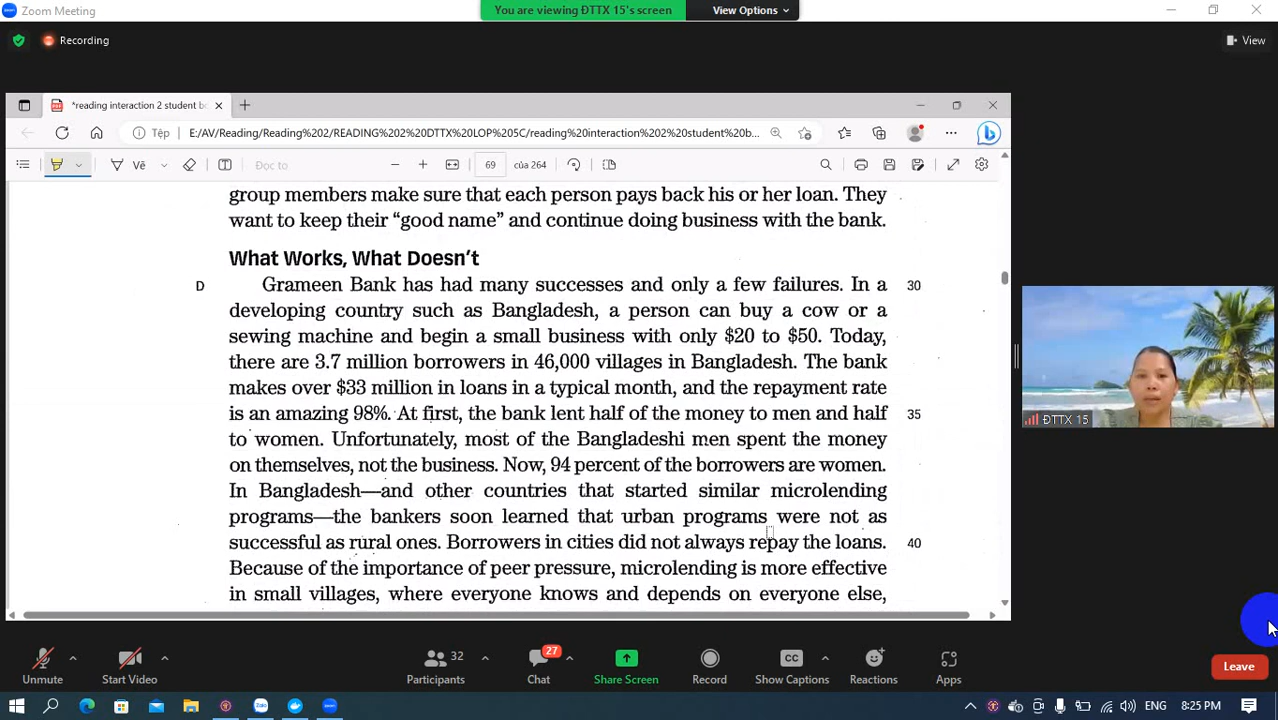 Zoom Meeting
You are viewing ĐTTX 15's screen
View Options
Recording
View
*reading interaction 2 student b
Tệp
E:/AV/Reading/Reading%202/READING%202%20DTTX%20LOP%205C/reading%20interaction%202%20student%20b...
Vẽ
Đọc to
69
của 264
group members make sure that each person pays back his or her loan. They
want to keep their “good name” and continue doing business with the bank.
What Works, What Doesn't
D Grameen Bank has had many successes and only a few failures. In a 30
developing country such as Bangladesh, a person can buy a cow or a
sewing machine and begin a small business with only $20 to $50. Today,
there are 3.7 million borrowers in 46,000 villages in Bangladesh. The bank
makes over $33 million in loans in a typical month, and the repayment rate
is an amazing 98%. At first, the bank lent half of the money to men and half 35
to women. Unfortunately, most of the Bangladeshi men spent the money
on themselves, not the business. Now, 94 percent of the borrowers are women.
In Bangladesh—and other countries that started similar microlending
programs—the bankers soon learned that urban programs were not as
successful as rural ones. Borrowers in cities did not always repay the loans. 40
Because of the importance of peer pressure, microlending is more effective
in small villages, where everyone knows and depends on everyone else,
ĐTTX 15
Unmute
Start Video
32
Participants
27
Chat
Share Screen
Record
CC
Show Captions
Reactions
Apps
Leave
ENG
8:25 PM